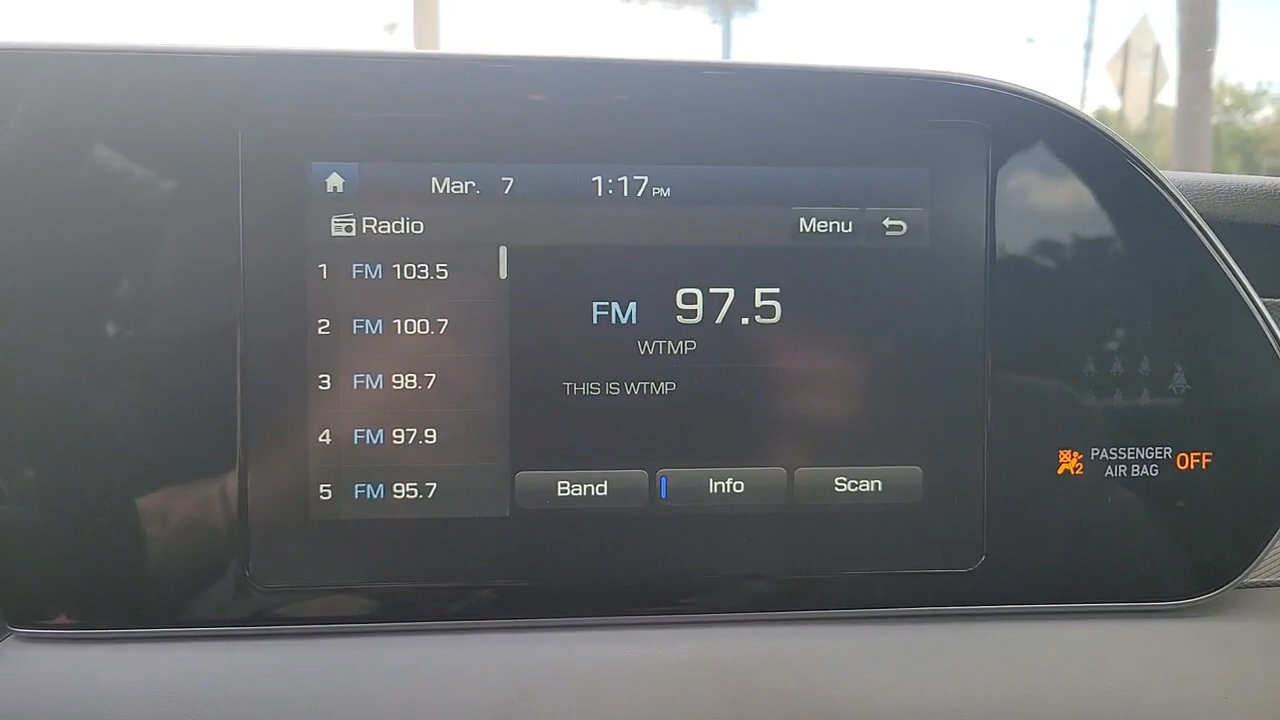 Mar. 7 1:17 PM
Radio Menu
1 FM 103.5
2 FM 100.7
3 FM 98.7
4 FM 97.9
5 FM 95.7
FM 97.5
WTMP
THIS IS WTMP
Band Info Scan
2 PASSENGER AIR BAG OFF